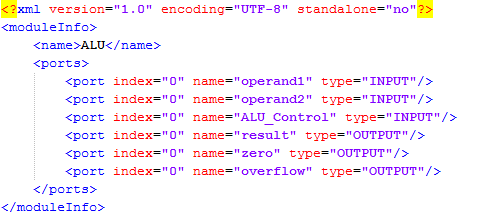 <?xml version="1.0" encoding="UTF-8" standalone="no"?>
<moduleInfo>
    <name>ALU</name>
    <ports>
        <port index="0" name="operand1" type="INPUT"/>
        <port index="0" name="operand2" type="INPUT"/>
        <port index="0" name="ALU_Control" type="INPUT"/>
        <port index="0" name="result" type="OUTPUT"/>
        <port index="0" name="zero" type="OUTPUT"/>
        <port index="0" name="overflow" type="OUTPUT"/>
    </ports>
</moduleInfo>